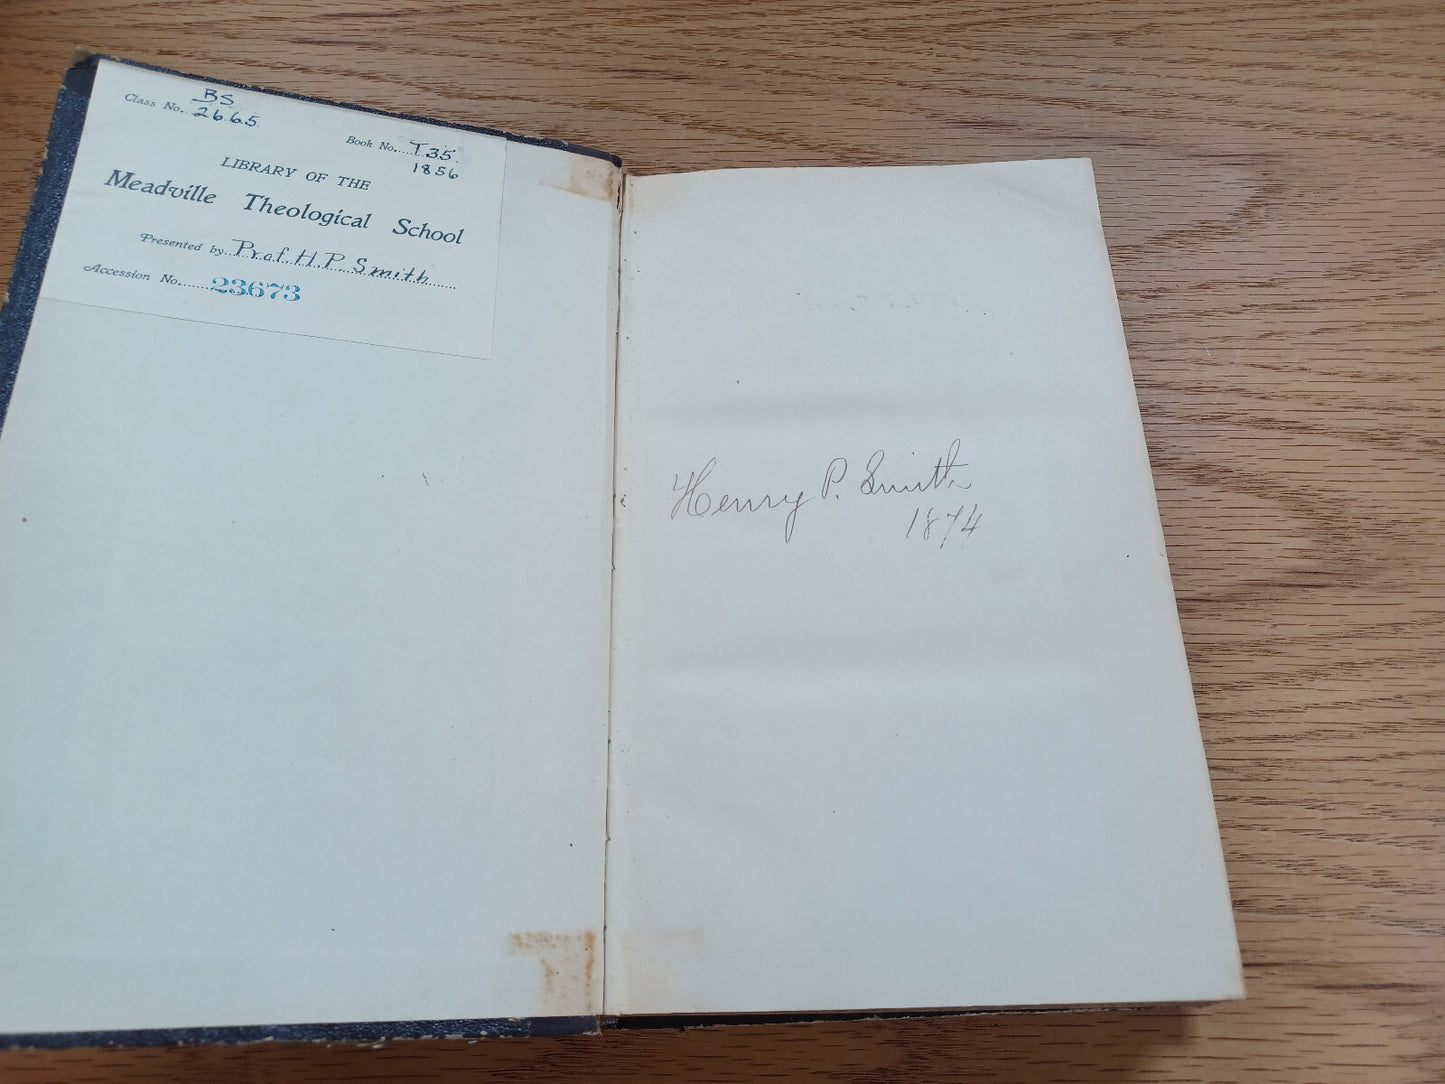 Class No. BS
2665
Book No. T35
1856
LIBRARY OF THE
Meadville Theological School
Presented by Prof. H. P. Smith
Accession No. 23673
Henry P. Smith
1874